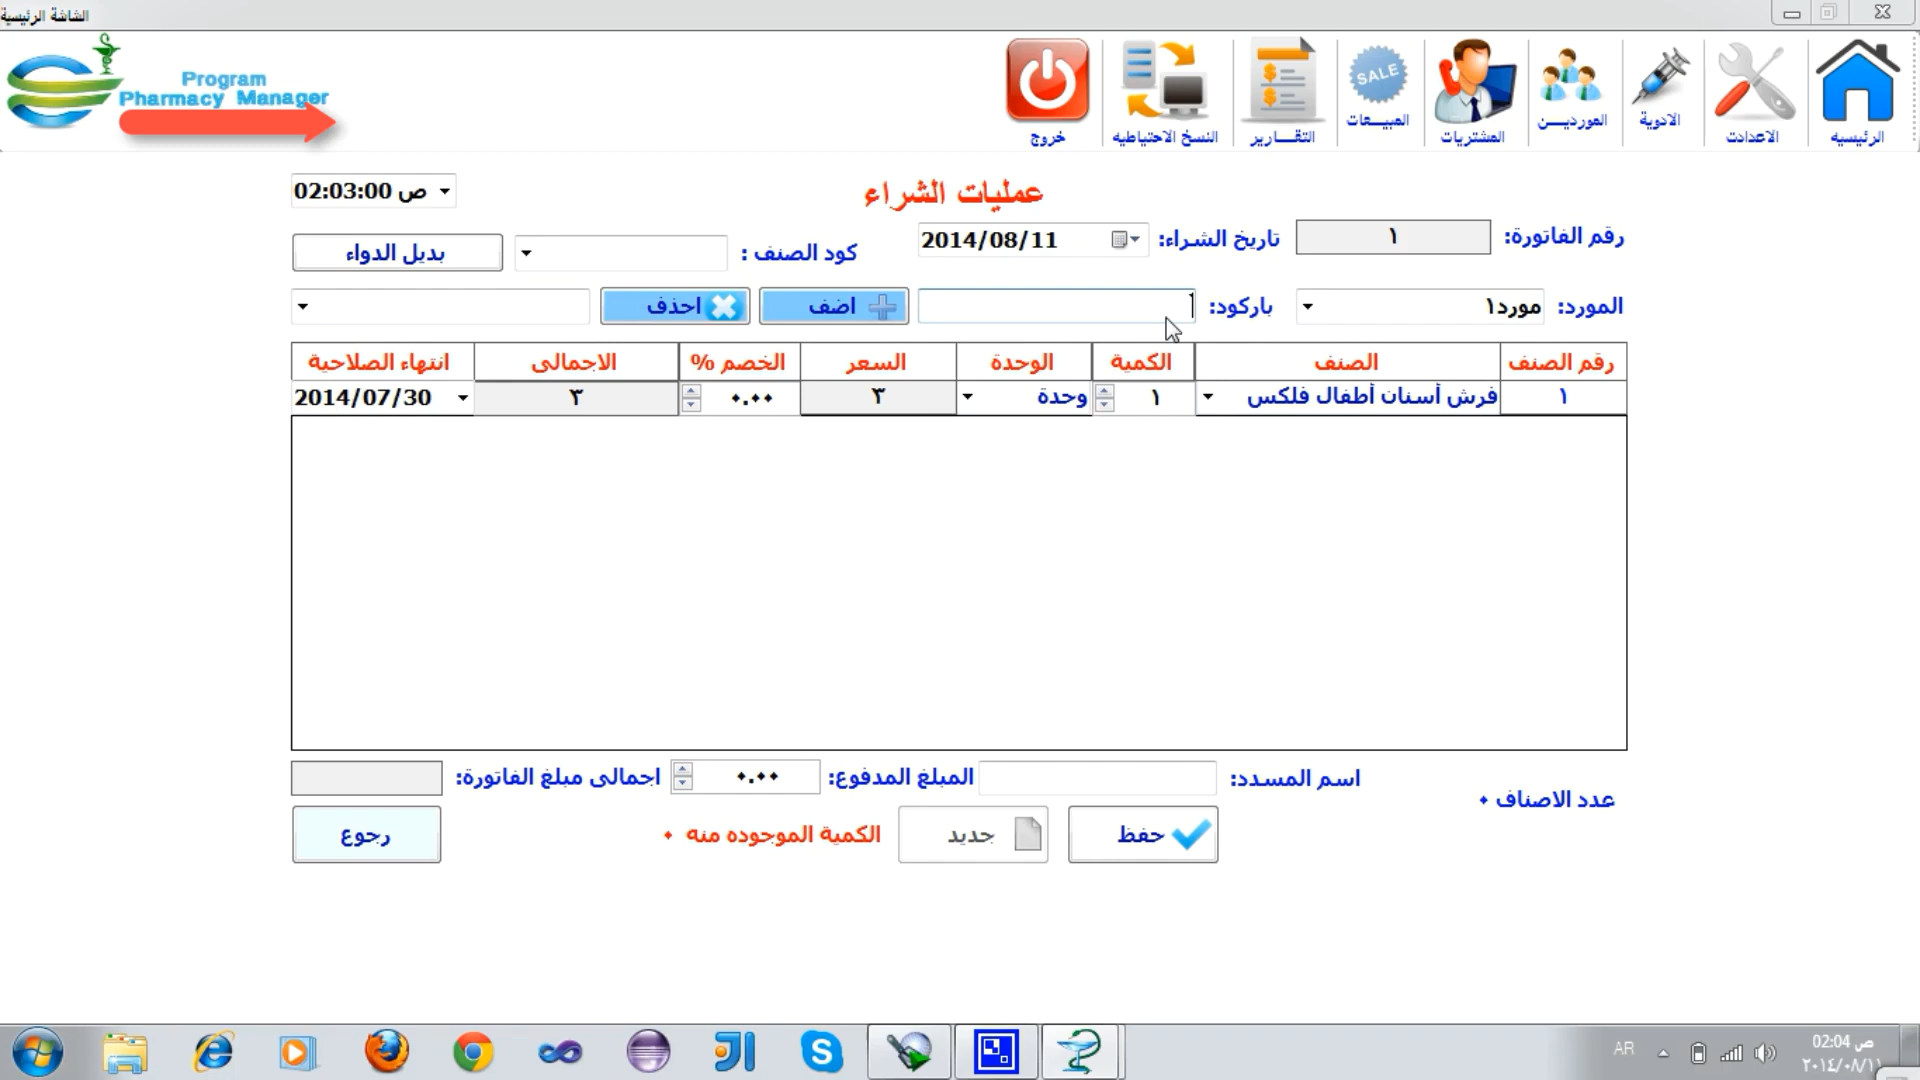 الشاشة الرئيسية
Program
Pharmacy Manager
الرئيسيه
الاعدادت
الادوية
المورديــن
المشتريات
SALE
المبيــعات
التقــارير
النسخ الاحتياطيه
خروج
عمليات الشراء
02:03:00 ص
رقم الفاتورة: ١
تاريخ الشراء: 2014/08/11
كود الصنف :
بديل الدواء
المورد: مورد١
باركود:
اضف
احذف
رقم الصنف الصنف الكمية الوحدة السعر الخصم % الاجمالى انتهاء الصلاحية
١ فرش أسنان أطفال فلكس ١ وحدة ٣ ٠.٠٠ ٣ 2014/07/30
عدد الاصناف ٠
اسم المسدد:
المبلغ المدفوع: ٠.٠٠
اجمالى مبلغ الفاتورة:
حفظ
جديد
الكمية الموجوده منه ٠
رجوع
AR
02:04 ص